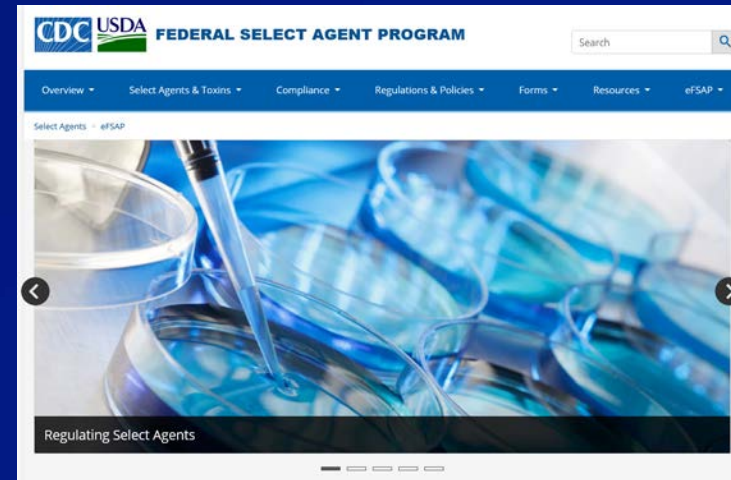 CDC USDA FEDERAL SELECT AGENT PROGRAM
Search
Overview Select Agents & Toxins Compliance Regulations & Policies Forms Resources eFSAP
Select Agents eFSAP
Regulating Select Agents